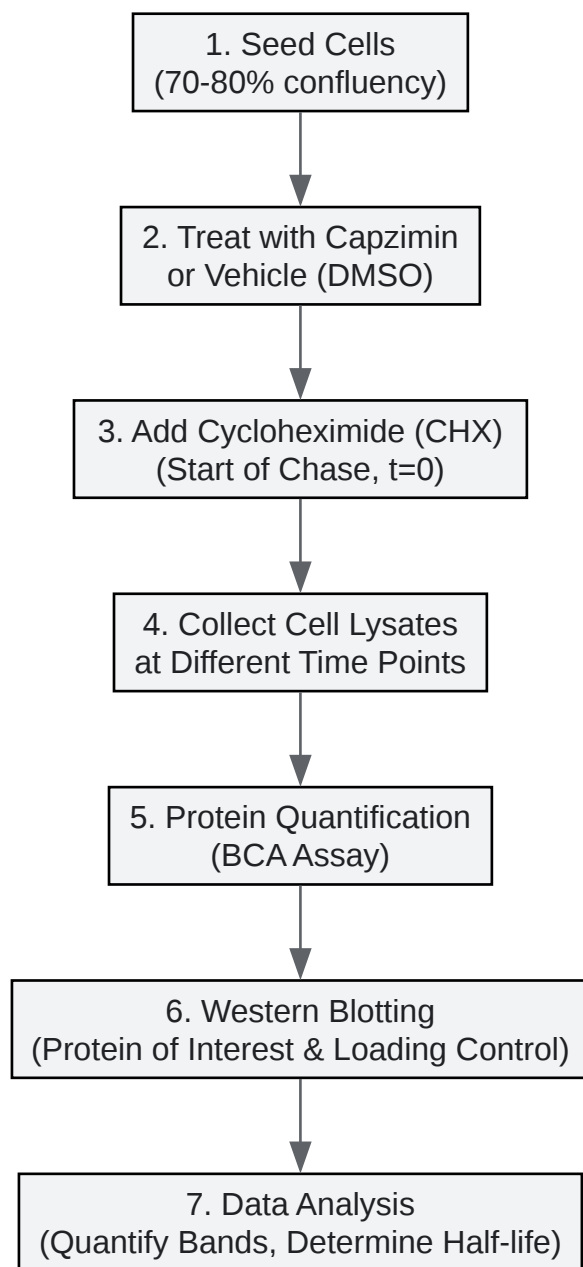 1. Seed Cells
(70-80% confluency)
2. Treat with Capzimin
or Vehicle (DMSO)
3. Add Cycloheximide (CHX)
(Start of Chase, t=0)
4. Collect Cell Lysates
at Different Time Points
5. Protein Quantification
(BCA Assay)
6. Western Blotting
(Protein of Interest & Loading Control)
7. Data Analysis
(Quantify Bands, Determine Half-life)